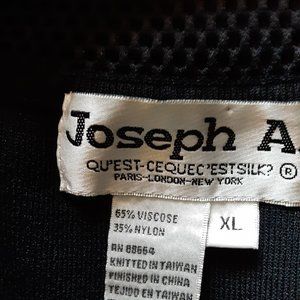 Joseph A.
QU'EST-CEQUEC'ESTSILK? ®
PARIS-LONDON-NEW YORK
65% VISCOSE
35% NYLON
XL
RN 88664
KNITTED IN TAIWAN
FINISHED IN CHINA
TEJIDO EN TAIWAN